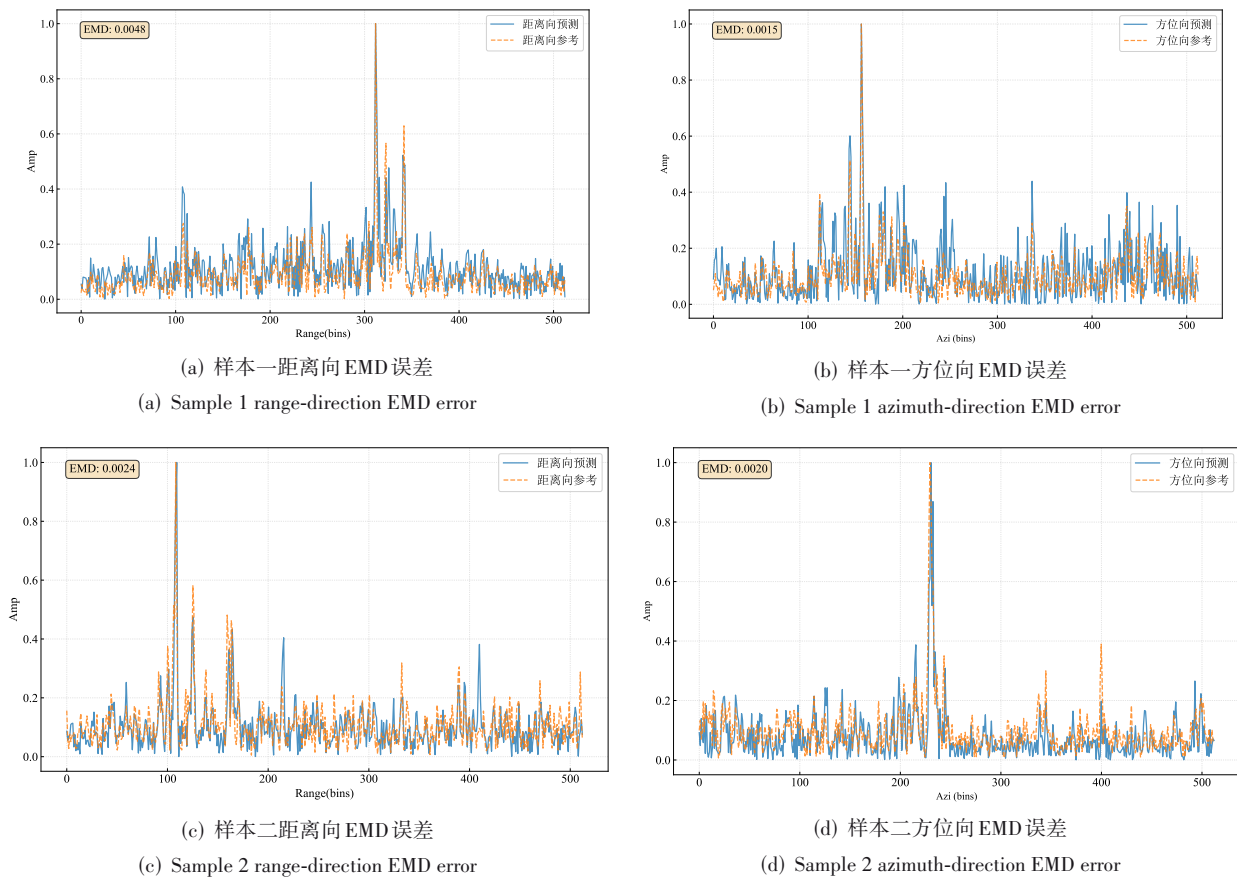 EMD: 0.0048
距离向预测
距离向参考
1.0
0.8
0.6
0.4
0.2
0.0
Amp
0 100 200 300 400 500
Range(bins)
(a) 样本一距离向EMD误差
(a) Sample 1 range-direction EMD error
EMD: 0.0015
方位向预测
方位向参考
1.0
0.8
0.6
0.4
0.2
0.0
Amp
0 100 200 300 400 500
Azi (bins)
(b) 样本一方位向EMD误差
(b) Sample 1 azimuth-direction EMD error
EMD: 0.0024
距离向预测
距离向参考
1.0
0.8
0.6
0.4
0.2
0.0
Amp
0 100 200 300 400 500
Range(bins)
(c) 样本二距离向EMD误差
(c) Sample 2 range-direction EMD error
EMD: 0.0020
方位向预测
方位向参考
1.0
0.8
0.6
0.4
0.2
0.0
Amp
0 100 200 300 400 500
Azi (bins)
(d) 样本二方位向EMD误差
(d) Sample 2 azimuth-direction EMD error